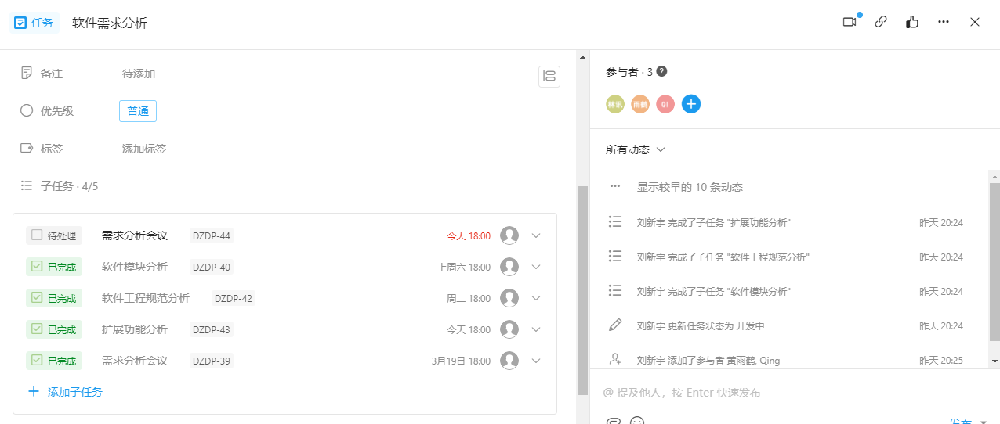 任务 软件需求分析
备注 待添加
优先级 普通
标签 添加标签
子任务 · 4/5
待处理 需求分析会议 DZDP-44 今天 18:00
已完成 软件模块分析 DZDP-40 上周六 18:00
已完成 软件工程规范分析 DZDP-42 周二 18:00
已完成 扩展功能分析 DZDP-43 今天 18:00
已完成 需求分析会议 DZDP-39 3月19日 18:00
+ 添加子任务
参与者 · 3 ?
林讯 雨鹤 QI +
所有动态
显示较早的 10 条动态
刘新宇 完成了子任务 "扩展功能分析" 昨天 20:24
刘新宇 完成了子任务 "软件工程规范分析" 昨天 20:24
刘新宇 完成了子任务 "软件模块分析" 昨天 20:24
刘新宇 更新任务状态为 开发中 昨天 20:24
刘新宇 添加了参与者 黄雨鹤, Qing 昨天 20:25
@ 提及他人，按 Enter 快速发布
发布